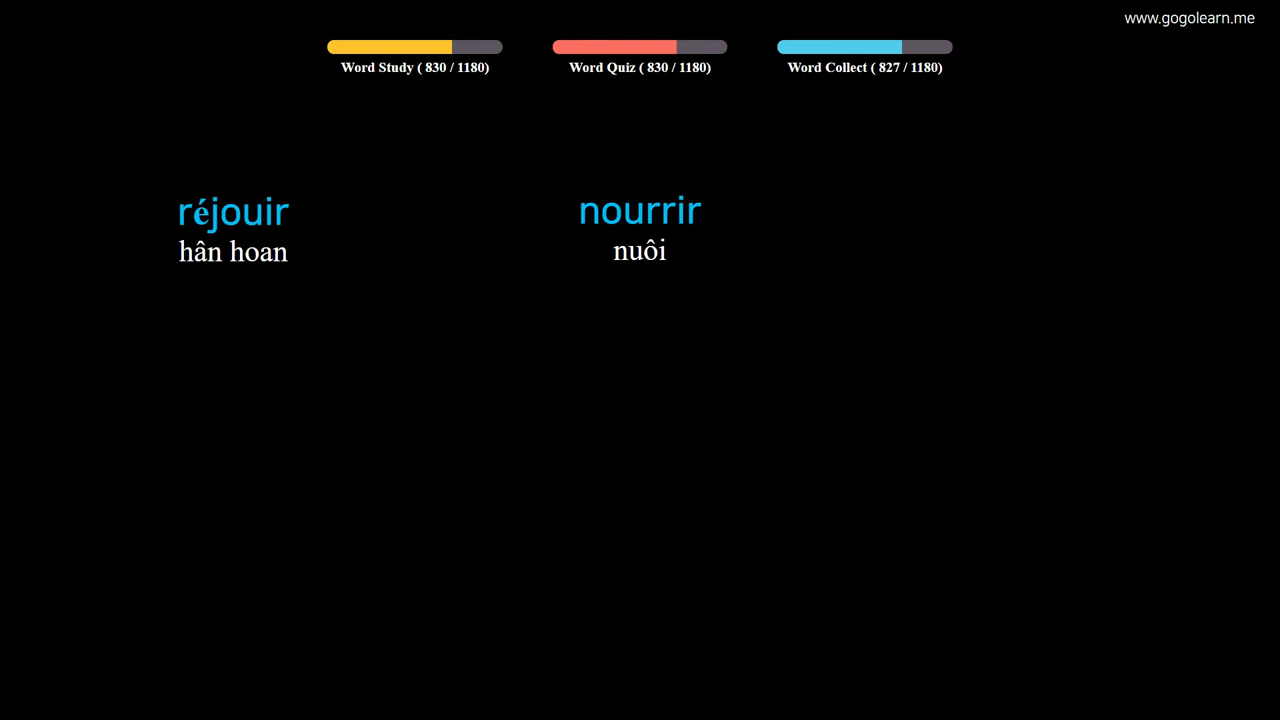 www.gogolearn.me
Word Study ( 830 / 1180)
Word Quiz ( 830 / 1180)
Word Collect ( 827 / 1180)
réjouir
hân hoan
nourrir
nuôi